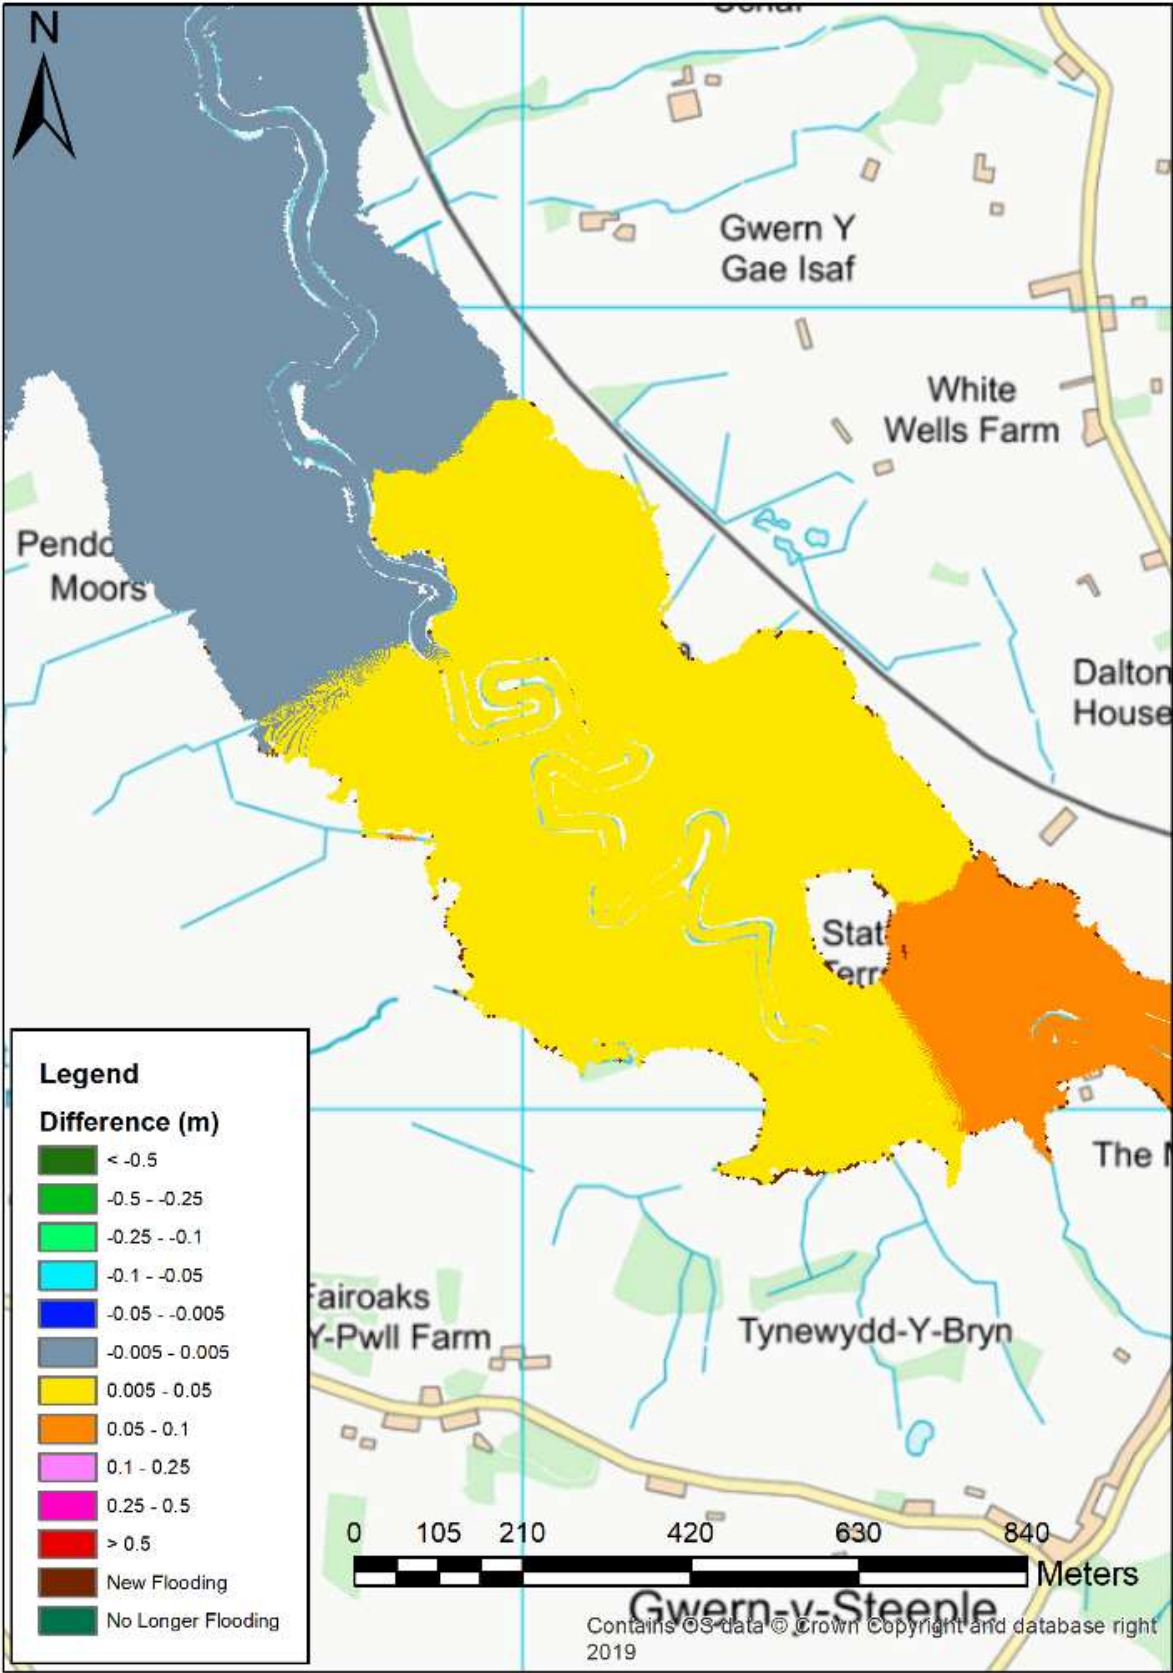 N
Gwern Y
Gae Isaf
White
Wells Farm
Pendo
Moors
Dalton
House
Stat
Terr
Legend
Difference (m)
< -0.5
-0.5 - -0.25
-0.25 - -0.1
-0.1 - -0.05
-0.05 - -0.005
-0.005 - 0.005
0.005 - 0.05
0.05 - 0.1
0.1 - 0.25
0.25 - 0.5
> 0.5
New Flooding
No Longer Flooding
The
Fairoaks
Y-Pwll Farm
Tynewydd-Y-Bryn
0 105 210 420 630 840
Meters
Gwern-y-Steeple
Contains OS data © Crown Copyright and database right
2019